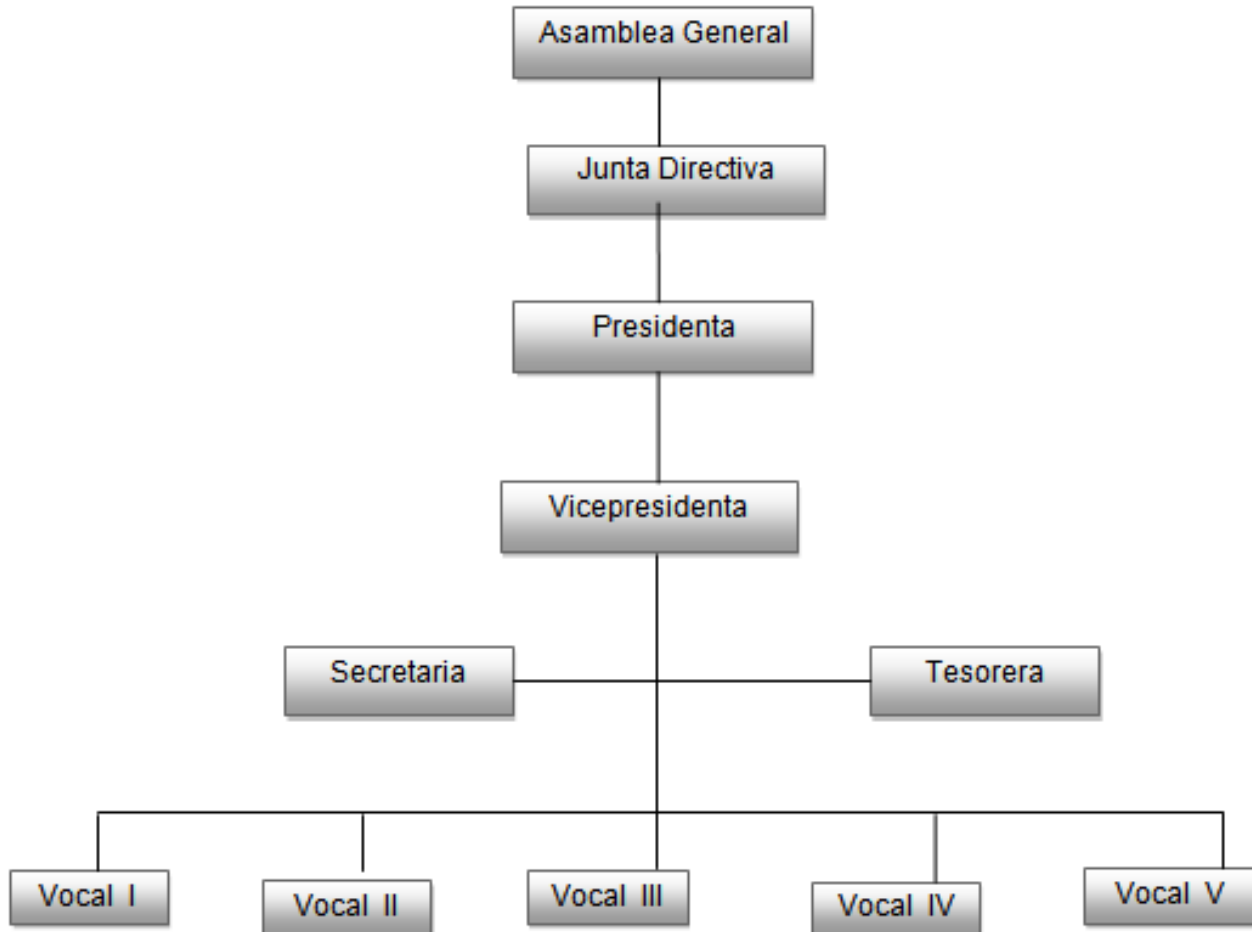 Asamblea General
Junta Directiva
Presidenta
Vicepresidenta
Secretaria
Tesorera
Vocal I
Vocal II
Vocal III
Vocal IV
Vocal V